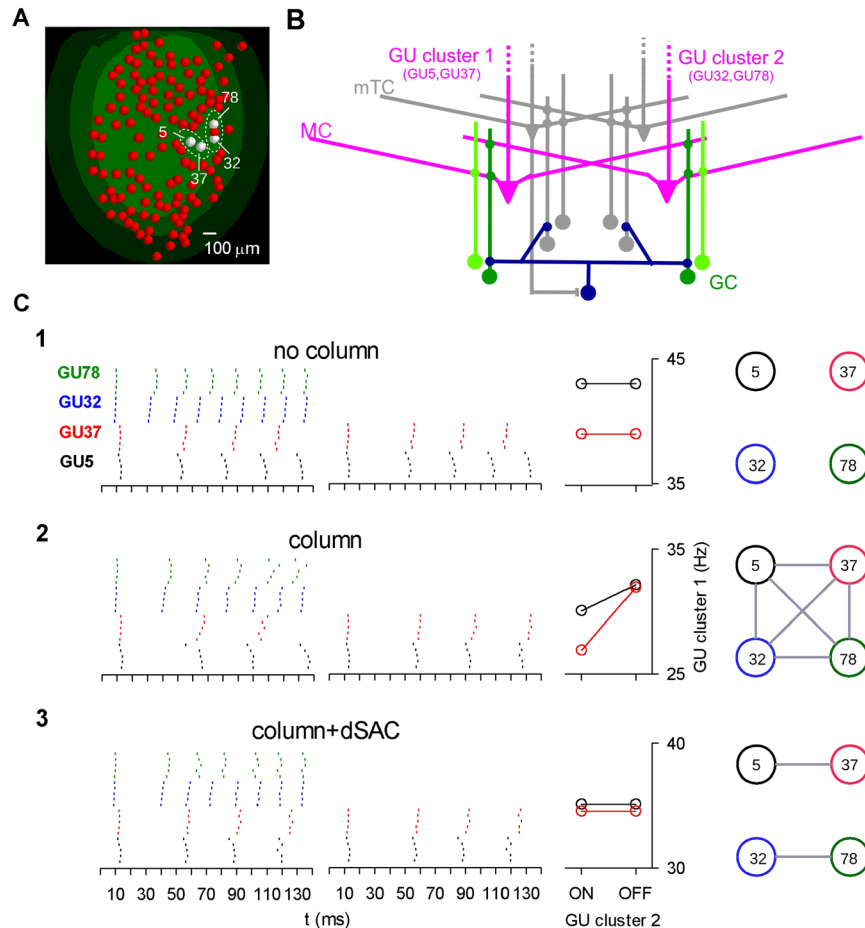 A
78
5
37
32
100 μm
B
GU cluster 1
(GU5,GU37)
GU cluster 2
(GU32,GU78)
mTC
MC
GC
C
1
no column
GU78
GU32
GU37
GU5
45
35
5
37
32
78
2
column
35
25
GU cluster 1 (Hz)
5
37
32
78
3
column+dSAC
40
30
5
37
32
78
10 30 50 70 90 110 130
10 30 50 70 90 110 130
ON OFF
t (ms)
GU cluster 2